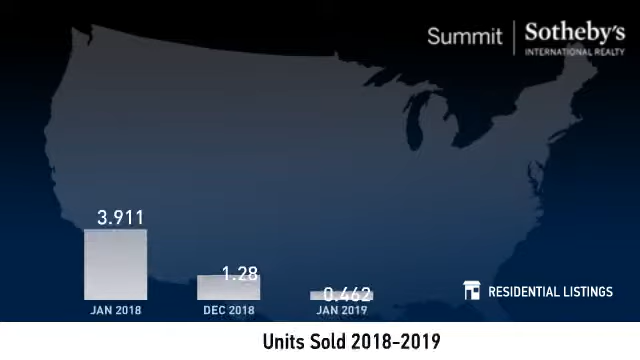 Summit Sotheby's
INTERNATIONAL REALTY
3.911
1.28
0.462
JAN 2018
DEC 2018
JAN 2019
RESIDENTIAL LISTINGS
Units Sold 2018-2019